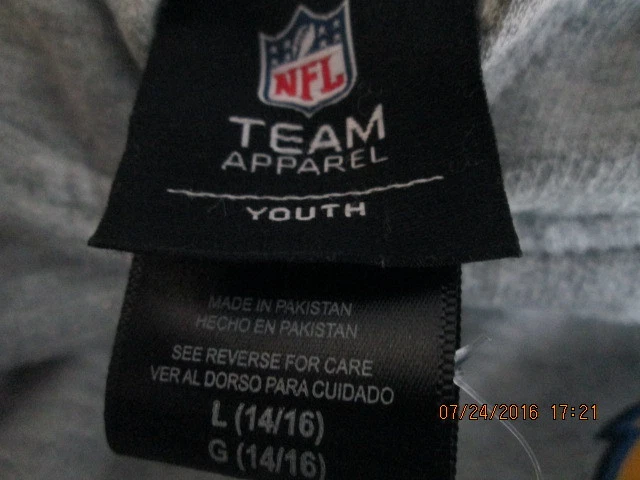 NFL
TEAM
APPAREL
YOUTH
MADE IN PAKISTAN
HECHO EN PAKISTAN
SEE REVERSE FOR CARE
VER AL DORSO PARA CUIDADO
L (14/16)
G (14/16)
07/24/2016 17:21